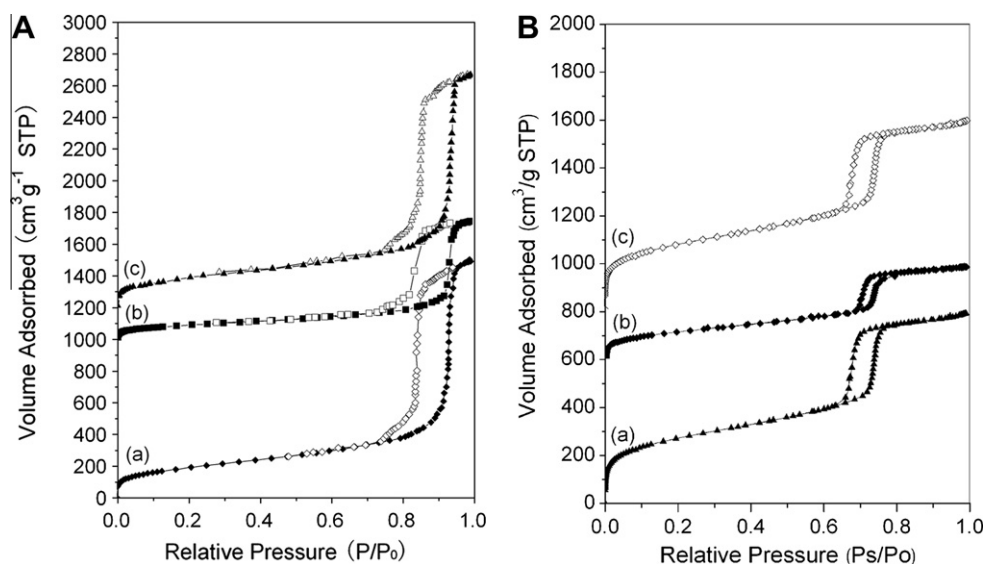 A
3000
2800
2600
2400
2200
2000
1800
1600
1400
1200
1000
800
600
400
200
0
Volume Adsorrbed (cm³g⁻¹ STP)
(c)
(b)
(a)
0.0 0.2 0.4 0.6 0.8 1.0
Relative Pressure (P/P₀)
B
2000
1800
1600
1400
1200
1000
800
600
400
200
0
Volume Adsorbed (cm³/g STP)
(c)
(b)
(a)
0.0 0.2 0.4 0.6 0.8 1.0
Relative Pressure (Ps/Po)